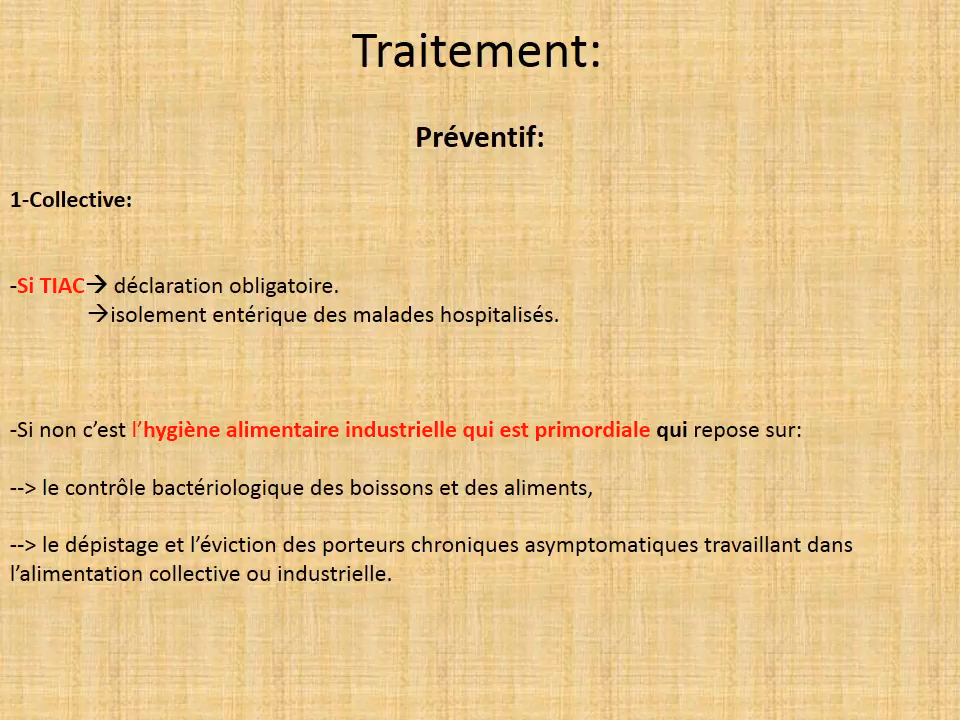 Traitement:
Préventif:
1-Collective:
-Si TIAC→ déclaration obligatoire.
→isolement entérique des malades hospitalisés.
-Si non c’est l’hygiène alimentaire industrielle qui est primordiale qui repose sur:
--> le contrôle bactériologique des boissons et des aliments,
--> le dépistage et l’éviction des porteurs chroniques asymptomatiques travaillant dans
l’alimentation collective ou industrielle.